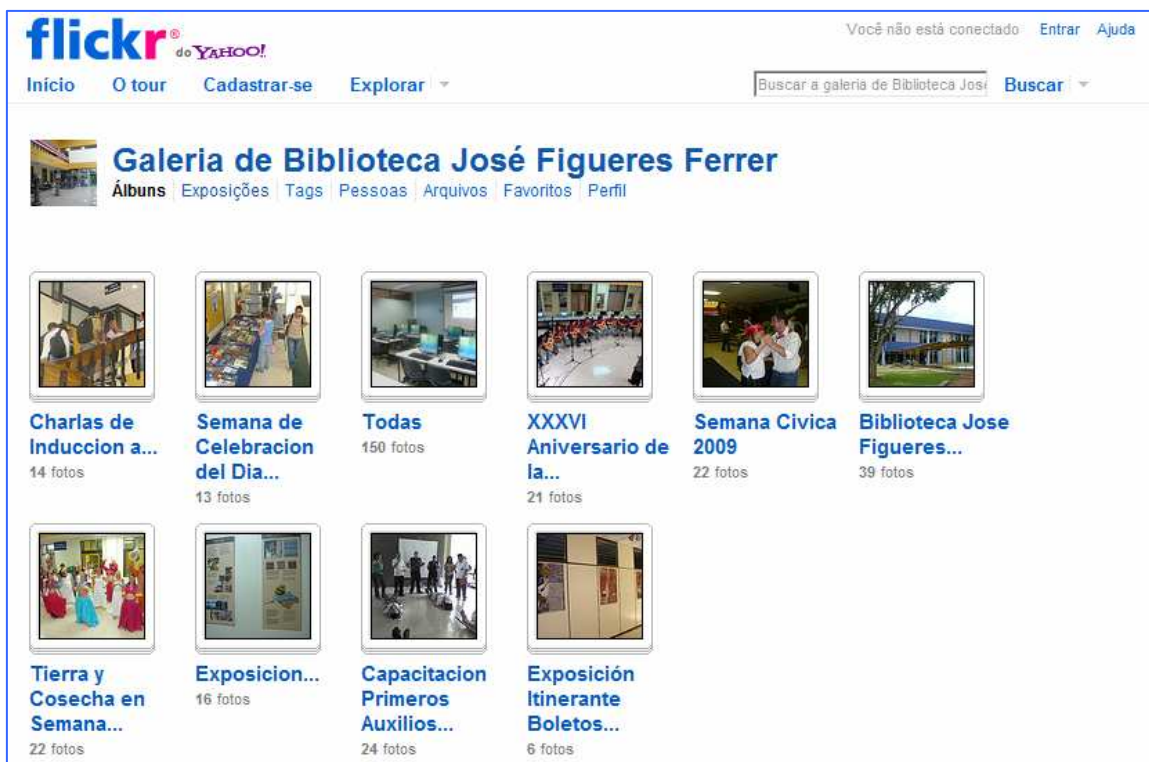 flickr® do YAHOO!
Você não está conectado Entrar Ajuda
Início O tour Cadastrar-se Explorar
Buscar a galeria de Biblioteca José Buscar
Galeria de Biblioteca José Figueres Ferrer
Álbuns Exposições Tags Pessoas Arquivos Favoritos Perfil
Charlas de
Induccion a...
14 fotos
Semana de
Celebracion
del Dia...
13 fotos
Todas
150 fotos
XXXVI
Aniversario de
la...
21 fotos
Semana Civica
2009
22 fotos
Biblioteca Jose
Figueres...
39 fotos
Tierra y
Cosecha en
Semana...
22 fotos
Exposicion...
16 fotos
Capacitacion
Primeros
Auxilios...
24 fotos
Exposición
Itinerante
Boletos...
6 fotos